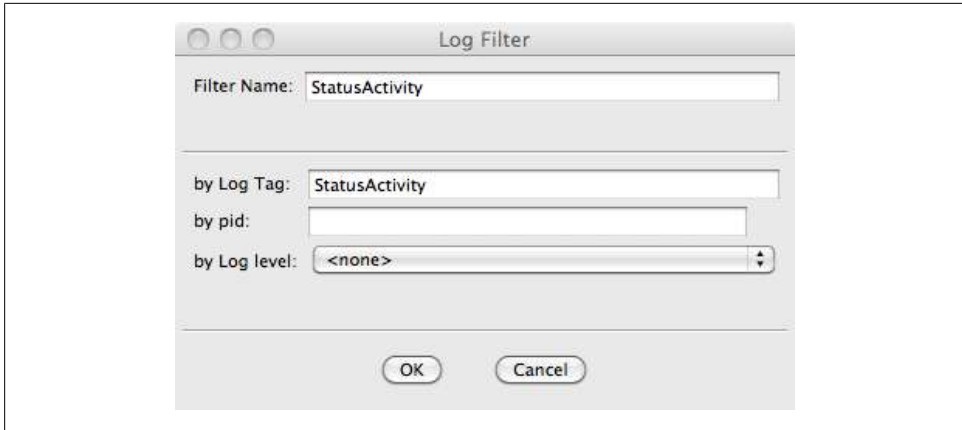 Log Filter
Filter Name: StatusActivity
by Log Tag: StatusActivity
by pid:
by Log level: <none>
OK Cancel